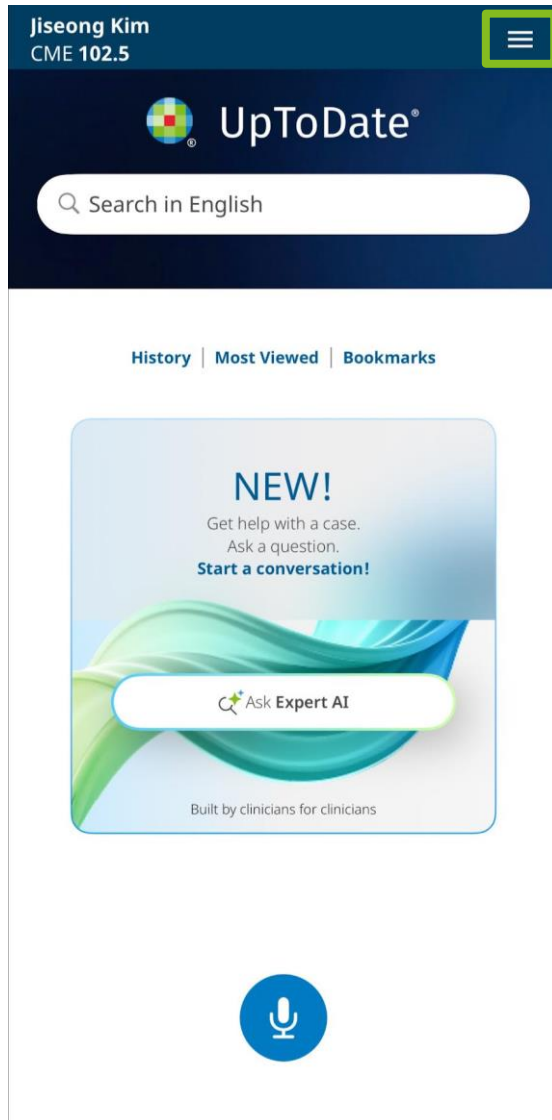 Jiseong Kim
CME 102.5
UpToDate®
Search in English
History | Most Viewed | Bookmarks
NEW!
Get help with a case.
Ask a question.
Start a conversation!
Ask Expert AI
Built by clinicians for clinicians